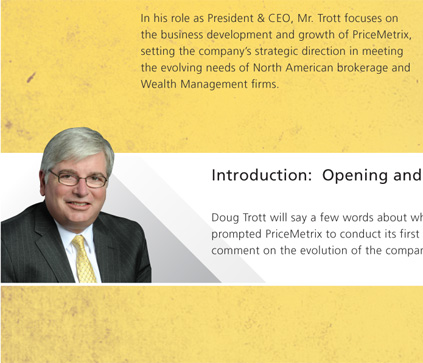 In his role as President & CEO, Mr. Trott focuses on
the business development and growth of PriceMetrix,
setting the company's strategic direction in meeting
the evolving needs of North American brokerage and
Wealth Management firms.
Introduction: Opening and
Doug Trott will say a few words about wh
prompted PriceMetrix to conduct its first
comment on the evolution of the compan